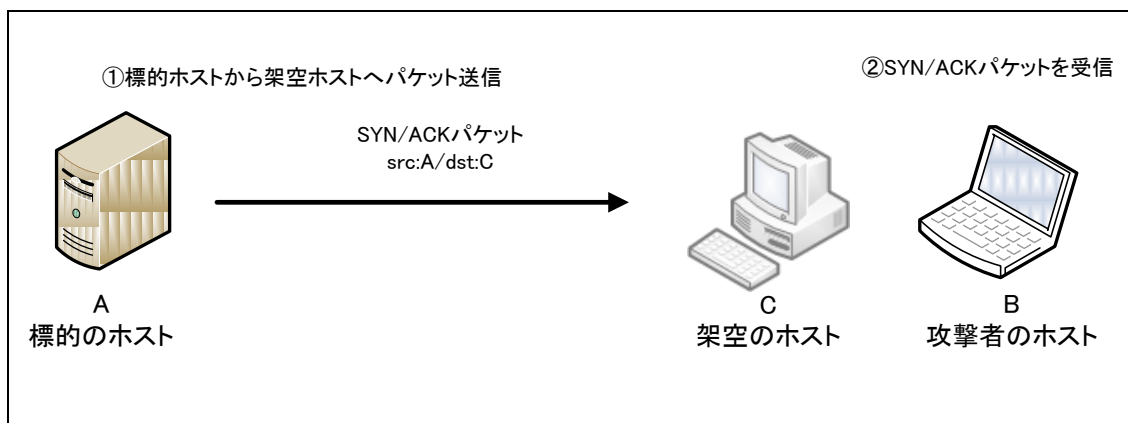 ①標的ホストから架空ホストへパケット送信
②SYN/ACKパケットを受信
SYN/ACKパケット
src:A/dst:C
A
標的のホスト
C
架空のホスト
B
攻撃者のホスト